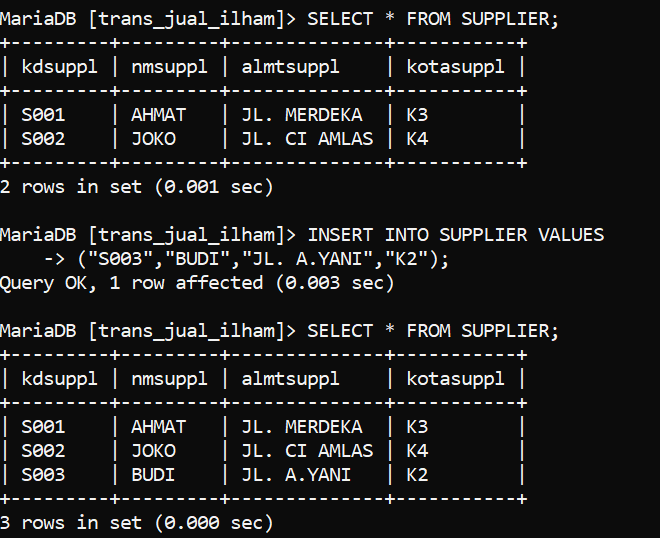 MariaDB [trans_jual_ilham]> SELECT * FROM SUPPLIER;
+---------+---------+--------------+-----------+
| kdsuppl | nmsuppl | almtsuppl    | kotasuppl |
+---------+---------+--------------+-----------+
| S001    | AHMAT   | JL. MERDEKA  | K3        |
| S002    | JOKO    | JL. CI AMLAS | K4        |
+---------+---------+--------------+-----------+
2 rows in set (0.001 sec)
MariaDB [trans_jual_ilham]> INSERT INTO SUPPLIER VALUES
    -> ("S003","BUDI","JL. A.YANI","K2");
Query OK, 1 row affected (0.003 sec)
MariaDB [trans_jual_ilham]> SELECT * FROM SUPPLIER;
+---------+---------+--------------+-----------+
| kdsuppl | nmsuppl | almtsuppl    | kotasuppl |
+---------+---------+--------------+-----------+
| S001    | AHMAT   | JL. MERDEKA  | K3        |
| S002    | JOKO    | JL. CI AMLAS | K4        |
| S003    | BUDI    | JL. A.YANI   | K2        |
+---------+---------+--------------+-----------+
3 rows in set (0.000 sec)